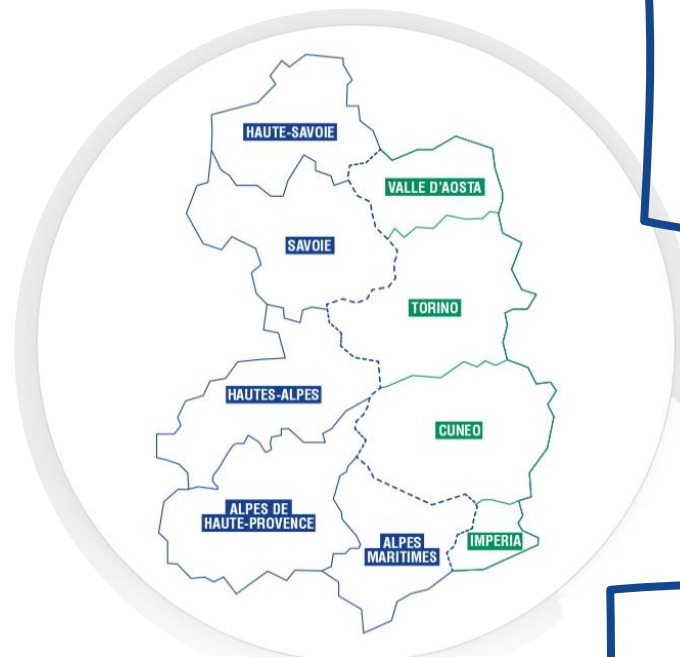 HAUTE-SAVOIE
VALLE D'AOSTA
SAVOIE
TORINO
HAUTES-ALPES
CUNEO
ALPES DE
HAUTE-PROVENCE
ALPES
MARITIMES
IMPERIA